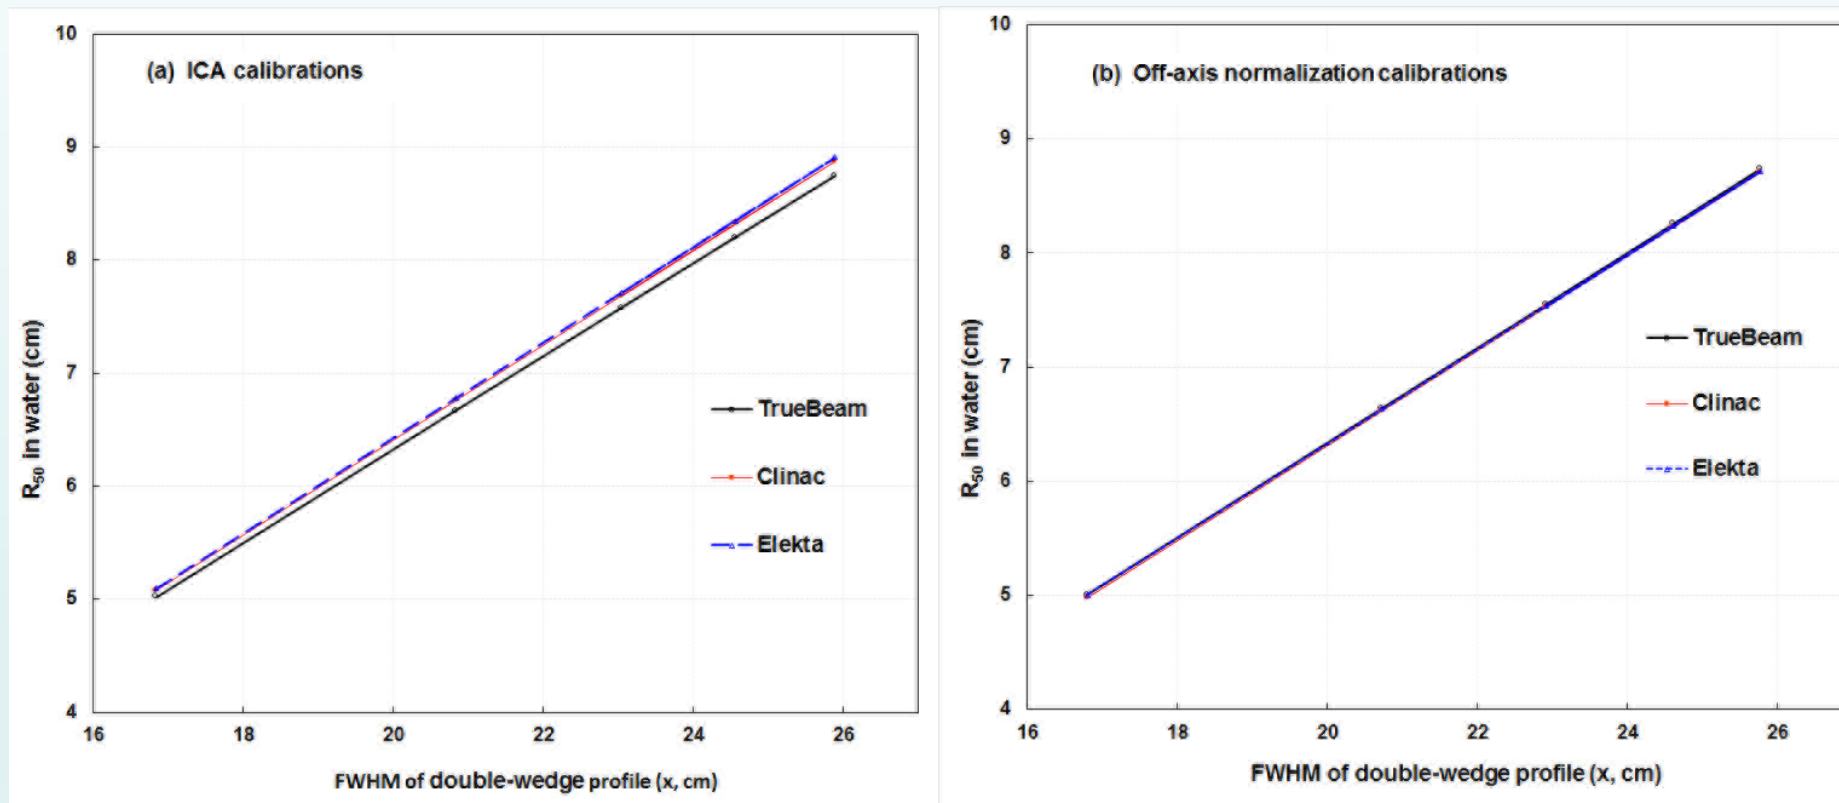 (a) ICA calibrations
10
9
8
7
6
5
4
R50 in water (cm)
TrueBeam
Clinac
Elekta
16 18 20 22 24 26
FWHM of double-wedge profile (x, cm)
(b) Off-axis normalization calibrations
10
9
8
7
6
5
4
R50 in water (cm)
TrueBeam
Clinac
Elekta
16 18 20 22 24 26
FWHM of double-wedge profile (x, cm)